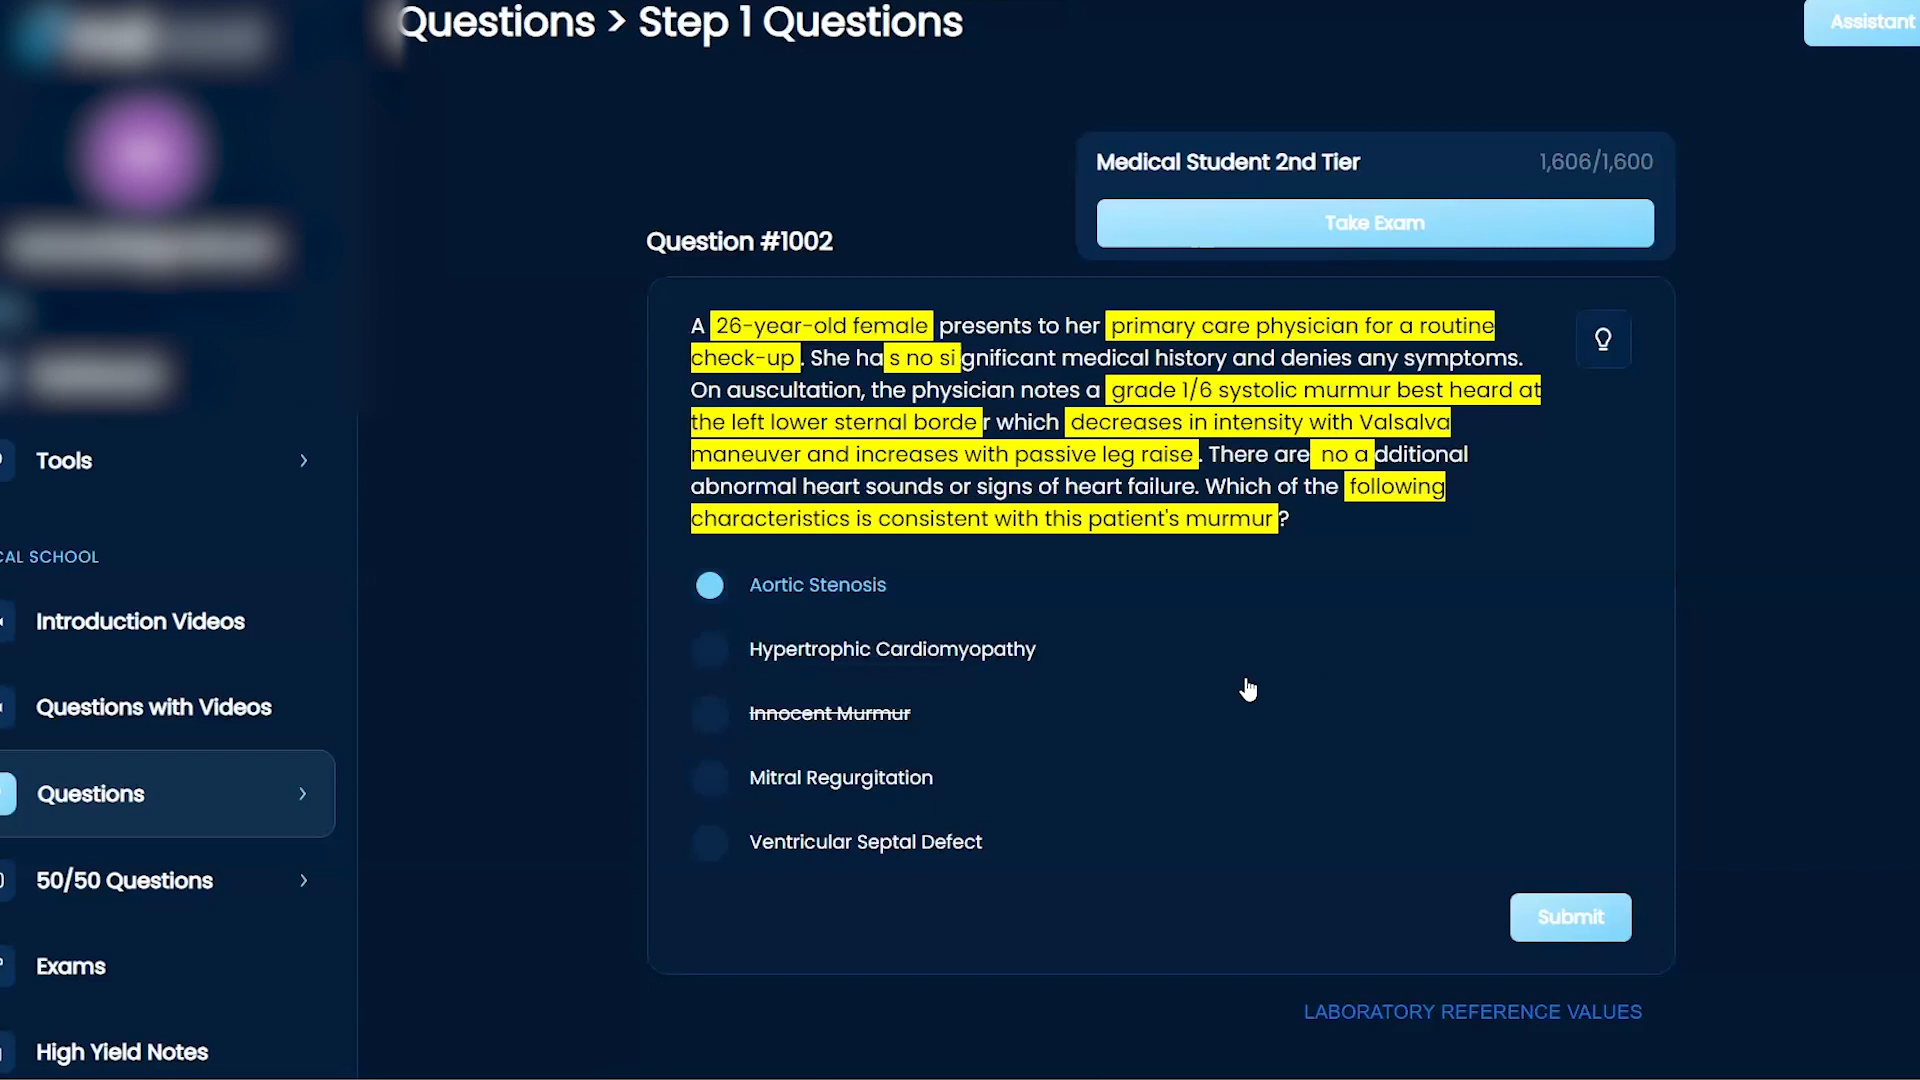 Questions > Step 1 Questions
Assistant
Medical Student 2nd Tier
1,606/1,600
Take Exam
Question #1002
A 26-year-old female presents to her primary care physician for a routine
check-up. She has no significant medical history and denies any symptoms.
On auscultation, the physician notes a grade 1/6 systolic murmur best heard at
the left lower sternal border which decreases in intensity with Valsalva
maneuver and increases with passive leg raise. There are no additional
abnormal heart sounds or signs of heart failure. Which of the following
characteristics is consistent with this patient's murmur?
Aortic Stenosis
Hypertrophic Cardiomyopathy
Innocent Murmur
Mitral Regurgitation
Ventricular Septal Defect
Submit
LABORATORY REFERENCE VALUES
Tools
CAL SCHOOL
Introduction Videos
Questions with Videos
Questions
50/50 Questions
Exams
High Yield Notes